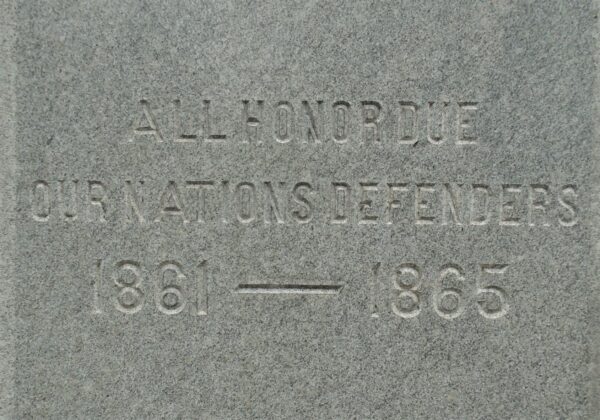 ALL HONOR DUE
OUR NATIONS DEFENDERS
1861 — 1865